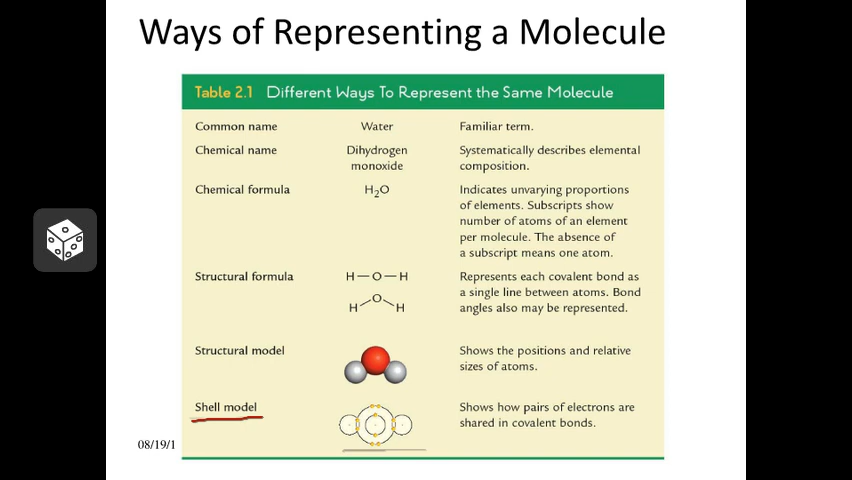 Ways of Representing a Molecule
Table 2.1 Different Ways To Represent the Same Molecule
Common name Water Familiar term.
Chemical name Dihydrogen Systematically describes elemental
monoxide composition.
Chemical formula H₂O Indicates unvarying proportions
of elements. Subscripts show
number of atoms of an element
per molecule. The absence of
a subscript means one atom.
Structural formula H—O—H Represents each covalent bond as
a single line between atoms. Bond
O
H H angles also may be represented.
Structural model Shows the positions and relative
sizes of atoms.
Shell model Shows how pairs of electrons are
shared in covalent bonds.
08/19/1